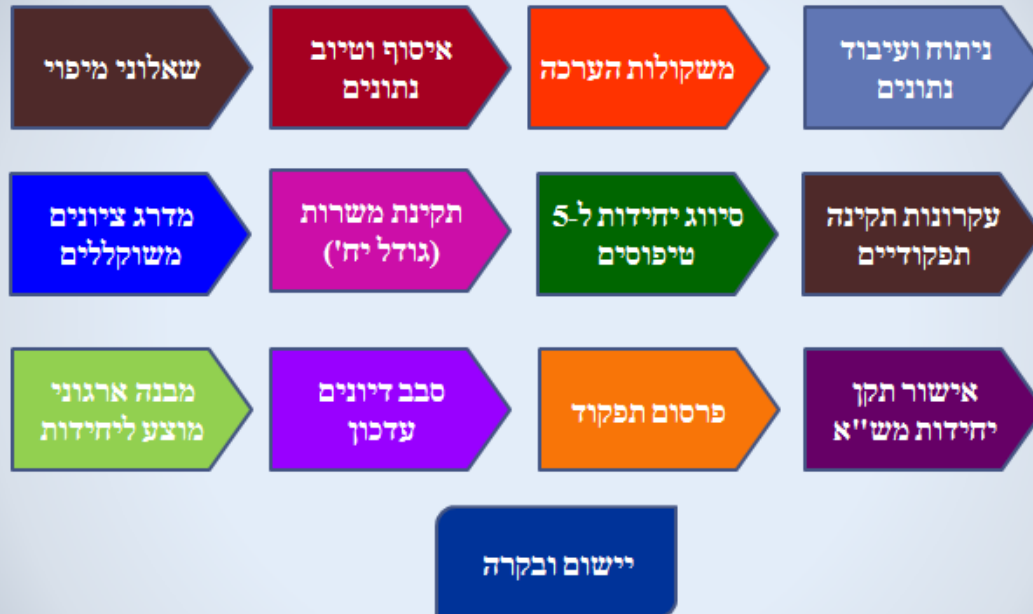 שאלוני מיפוי
איסוף וטיוב
נתונים
משקולות הערכה
ניתוח ועיבוד
נתונים
מדרג ציונים
משוקללים
תקינת משרות
(גודל יח')
סיווג יחידות ל-5
טיפוסים
עקרונות תקינה
תפקודיים
מבנה ארגוני
מוצע ליחידות
סבב דיונים
עדכון
פרסום תפקוד
אישור תקן
יחידות מש"א
יישום ובקרה